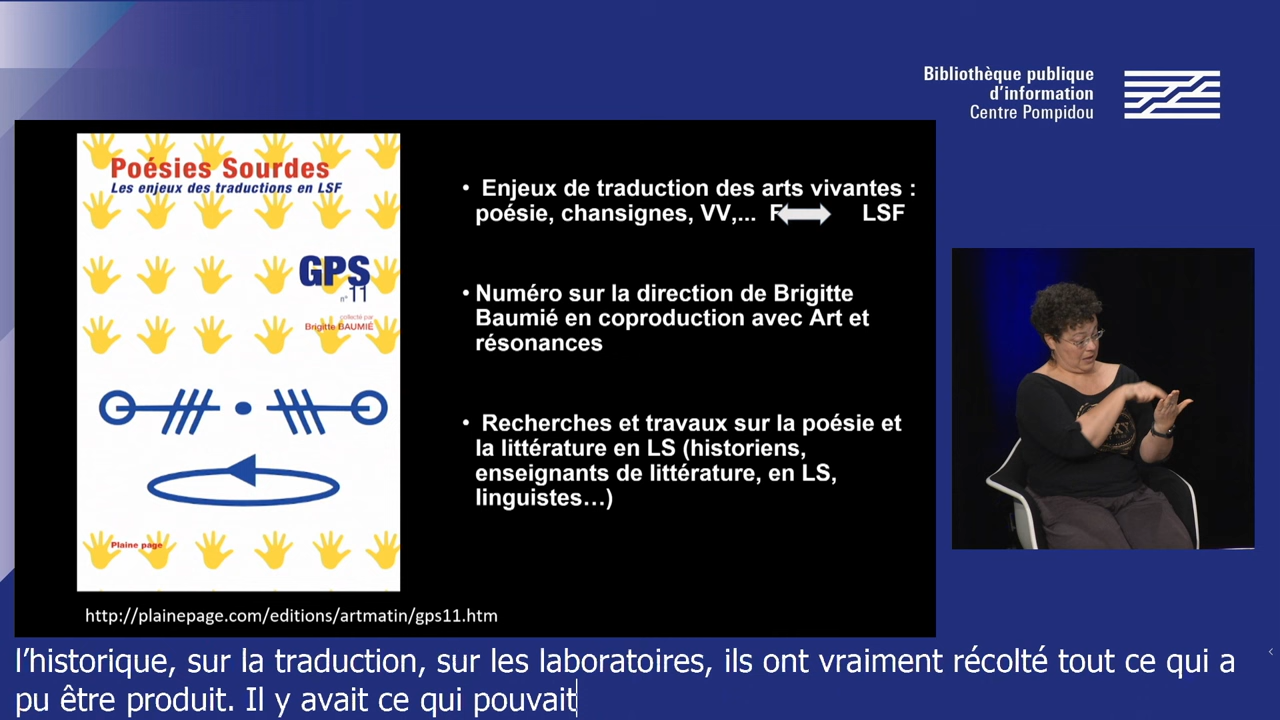 Bibliothèque publique
d'information
Centre Pompidou
Poésies Sourdes
Les enjeux des traductions en LSF
GPS
n° 11
collecté par
Brigitte BAUMIÉ
Plaine page
• Enjeux de traduction des arts vivantes :
poésie, chansignes, VV,... F LSF
• Numéro sur la direction de Brigitte
Baumié en coproduction avec Art et
résonances
• Recherches et travaux sur la poésie et
la littérature en LS (historiens,
enseignants de littérature, en LS,
linguistes…)
http://plainepage.com/editions/artmatin/gps11.htm
l’historique, sur la traduction, sur les laboratoires, ils ont vraiment récolté tout ce qui a
pu être produit. Il y avait ce qui pouvait